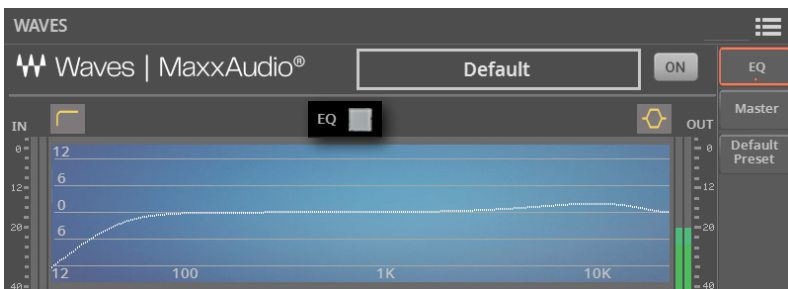 WAVES
Waves | MaxxAudio®
Default
ON
EQ
Master
Default
Preset
EQ
IN
OUT
0
12
20
40
12
6
0
6
12
100
1K
10K
0
12
20
40